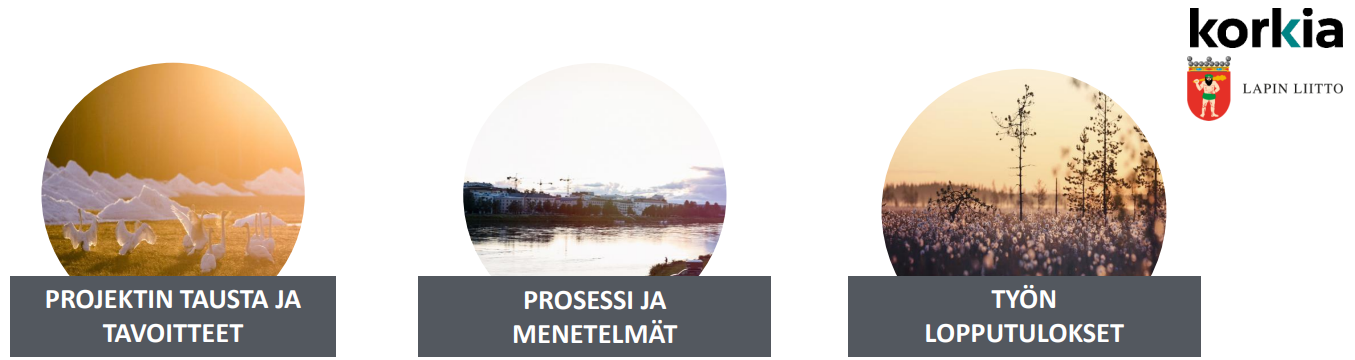 korkia
LAPIN LIITTO
PROJEKTIN TAUSTA JA
TAVOITTEET
PROSESSI JA
MENETELMÄT
TYÖN
LOPPUTULOKSET